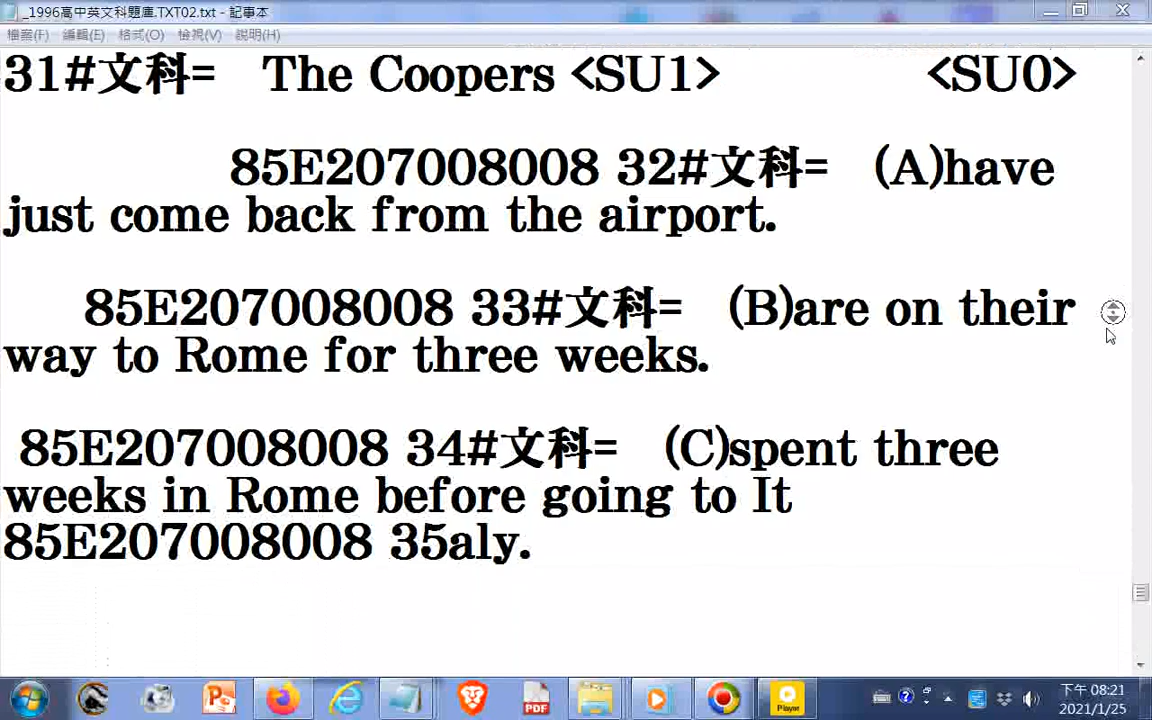 _1996高中英文科題庫.TXT02.txt - 記事本
檔案(F) 編輯(E) 格式(O) 檢視(V) 說明(H)
31#文科= The Coopers <SU1> <SU0>
85E207008008 32#文科= (A)have
just come back from the airport.
85E207008008 33#文科= (B)are on their
way to Rome for three weeks.
85E207008008 34#文科= (C)spent three
weeks in Rome before going to It
85E207008008 35aly.
PDF
Player
下午 08:21
2021/1/25